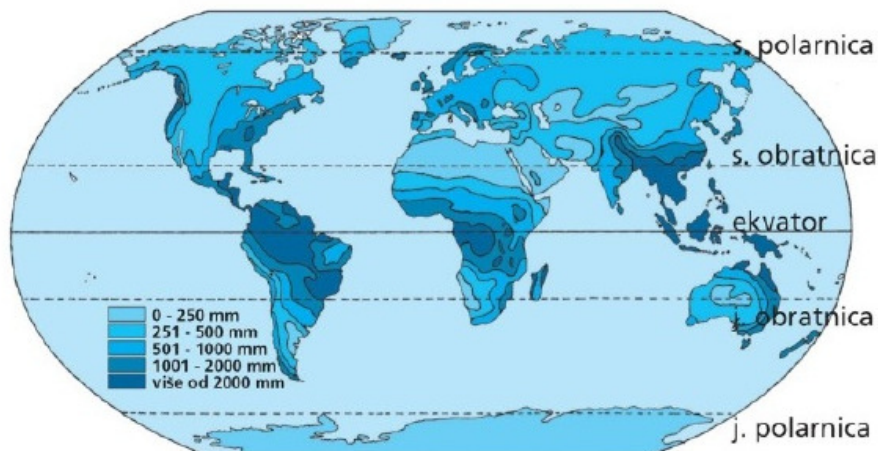 s. polarnica
s. obratnica
ekvator
0 - 250 mm
251 - 500 mm
501 - 1000 mm
1001 - 2000 mm
više od 2000 mm
j. obratnica
j. polarnica